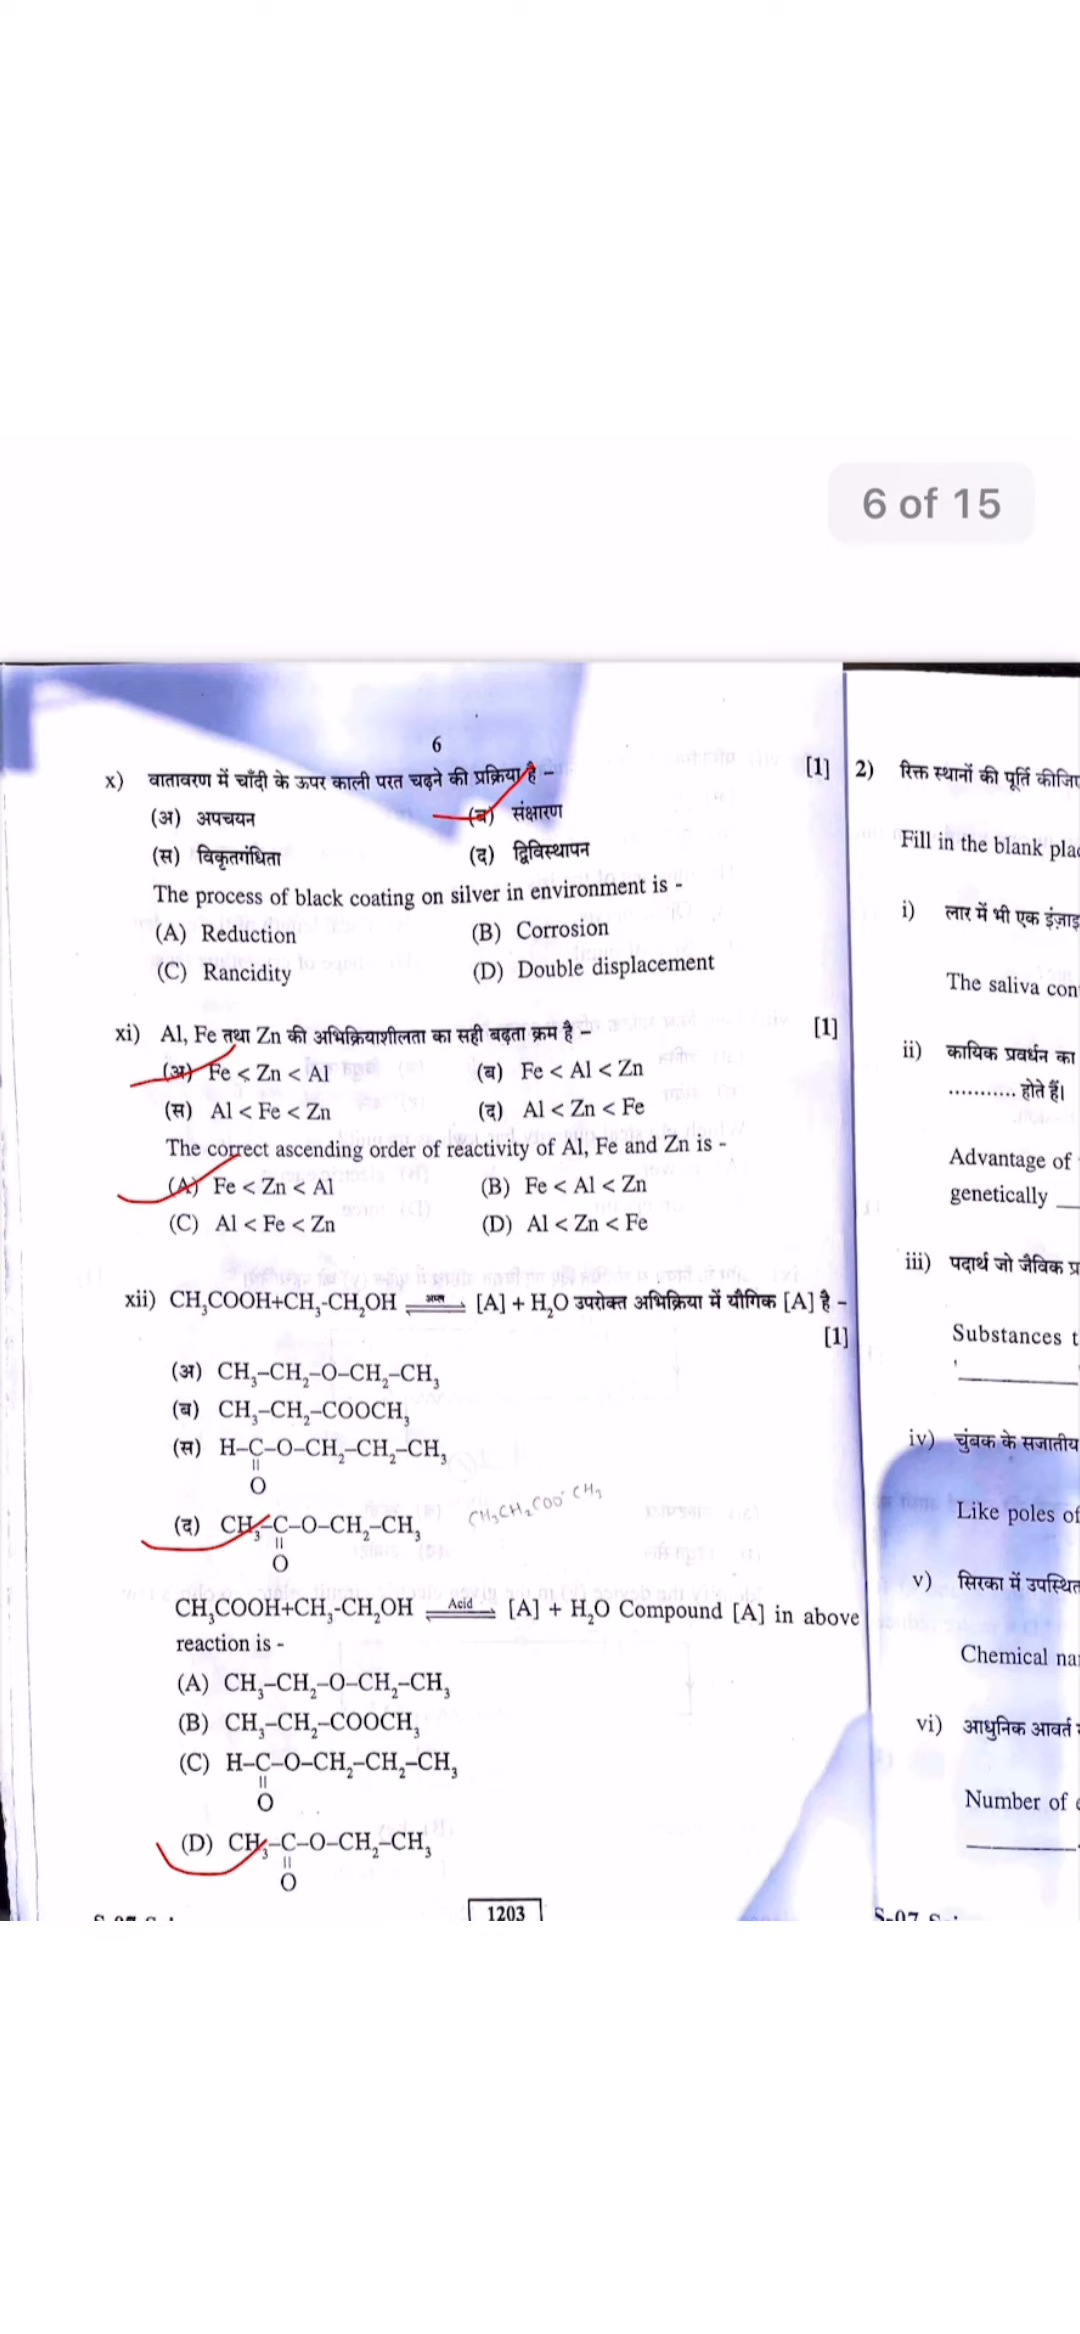 6 of 15
6
x) वातावरण में चाँदी के ऊपर काली परत चढ़ने की प्रक्रिया है – [1]
(अ) अपचयन (ब) संक्षारण
(स) विकृतगंधिता (द) द्विविस्थापन
The process of black coating on silver in environment is -
(A) Reduction (B) Corrosion
(C) Rancidity (D) Double displacement
xi) Al, Fe तथा Zn की अभिक्रियाशीलता का सही बढ़ता क्रम है – [1]
(अ) Fe < Zn < Al (ब) Fe < Al < Zn
(स) Al < Fe < Zn (द) Al < Zn < Fe
The correct ascending order of reactivity of Al, Fe and Zn is -
(A) Fe < Zn < Al (B) Fe < Al < Zn
(C) Al < Fe < Zn (D) Al < Zn < Fe
xii) CH₃COOH+CH₃-CH₂OH ⇌ अम्ल [A] + H₂O उपरोक्त अभिक्रिया में यौगिक [A] है –
[1]
(अ) CH₃–CH₂–O–CH₂–CH₃
(ब) CH₃–CH₂–COOCH₃
(स) H–C–O–CH₂–CH₂–CH₃
||
O
(द) CH₃–C–O–CH₂–CH₃ CH₃CH₂COO CH₃
||
O
CH₃COOH+CH₃-CH₂OH ⇌ Acid [A] + H₂O Compound [A] in above
reaction is -
(A) CH₃–CH₂–O–CH₂–CH₃
(B) CH₃–CH₂–COOCH₃
(C) H–C–O–CH₂–CH₂–CH₃
||
O
(D) CH₃–C–O–CH₂–CH₃
||
O
1203
2) रिक्त स्थानों की पूर्ति
Fill in the blank
i) लार में भी एक
The saliva
ii) कायिक प्रवर्धन का
........... होते हैं।
Advantage of
genetically
iii) पदार्थ जो जैविक
Substances
iv) चुंबक के सजातीय
Like poles of
v) सिरका में
Chemical
vi) आधुनिक आवर्त
Number of
S-07